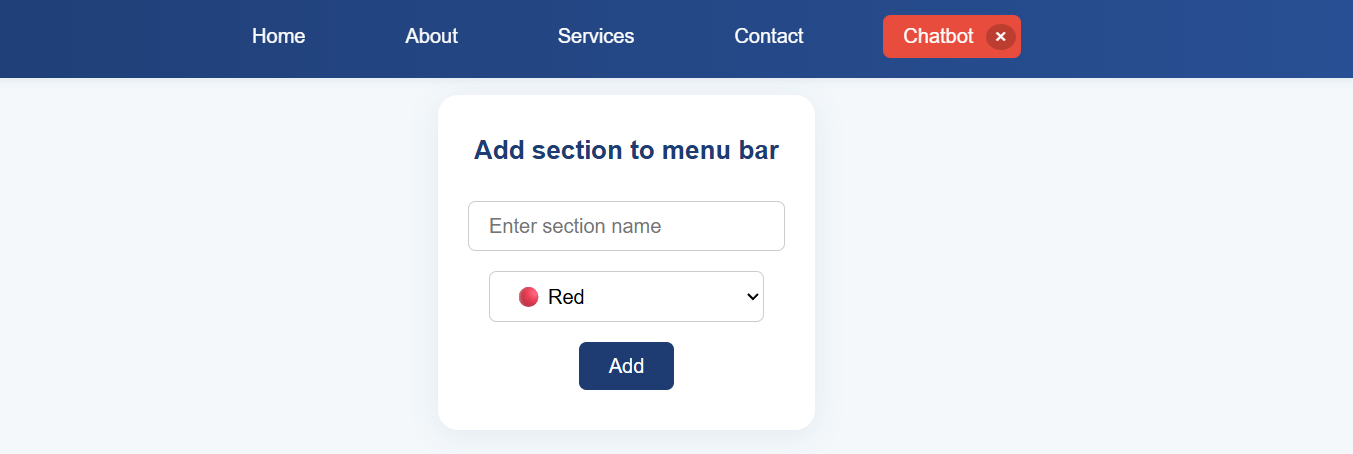 Home About Services Contact Chatbot ×
Add section to menu bar
Enter section name
Red
Add